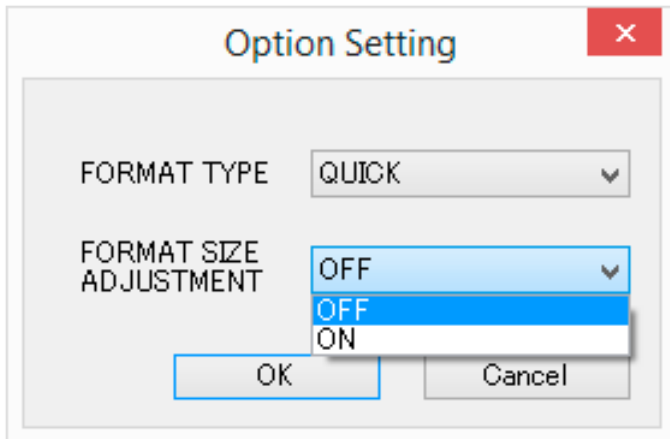 Option Setting
FORMAT TYPE
QUICK
FORMAT SIZE
ADJUSTMENT
OFF
OFF
ON
OK
Cancel